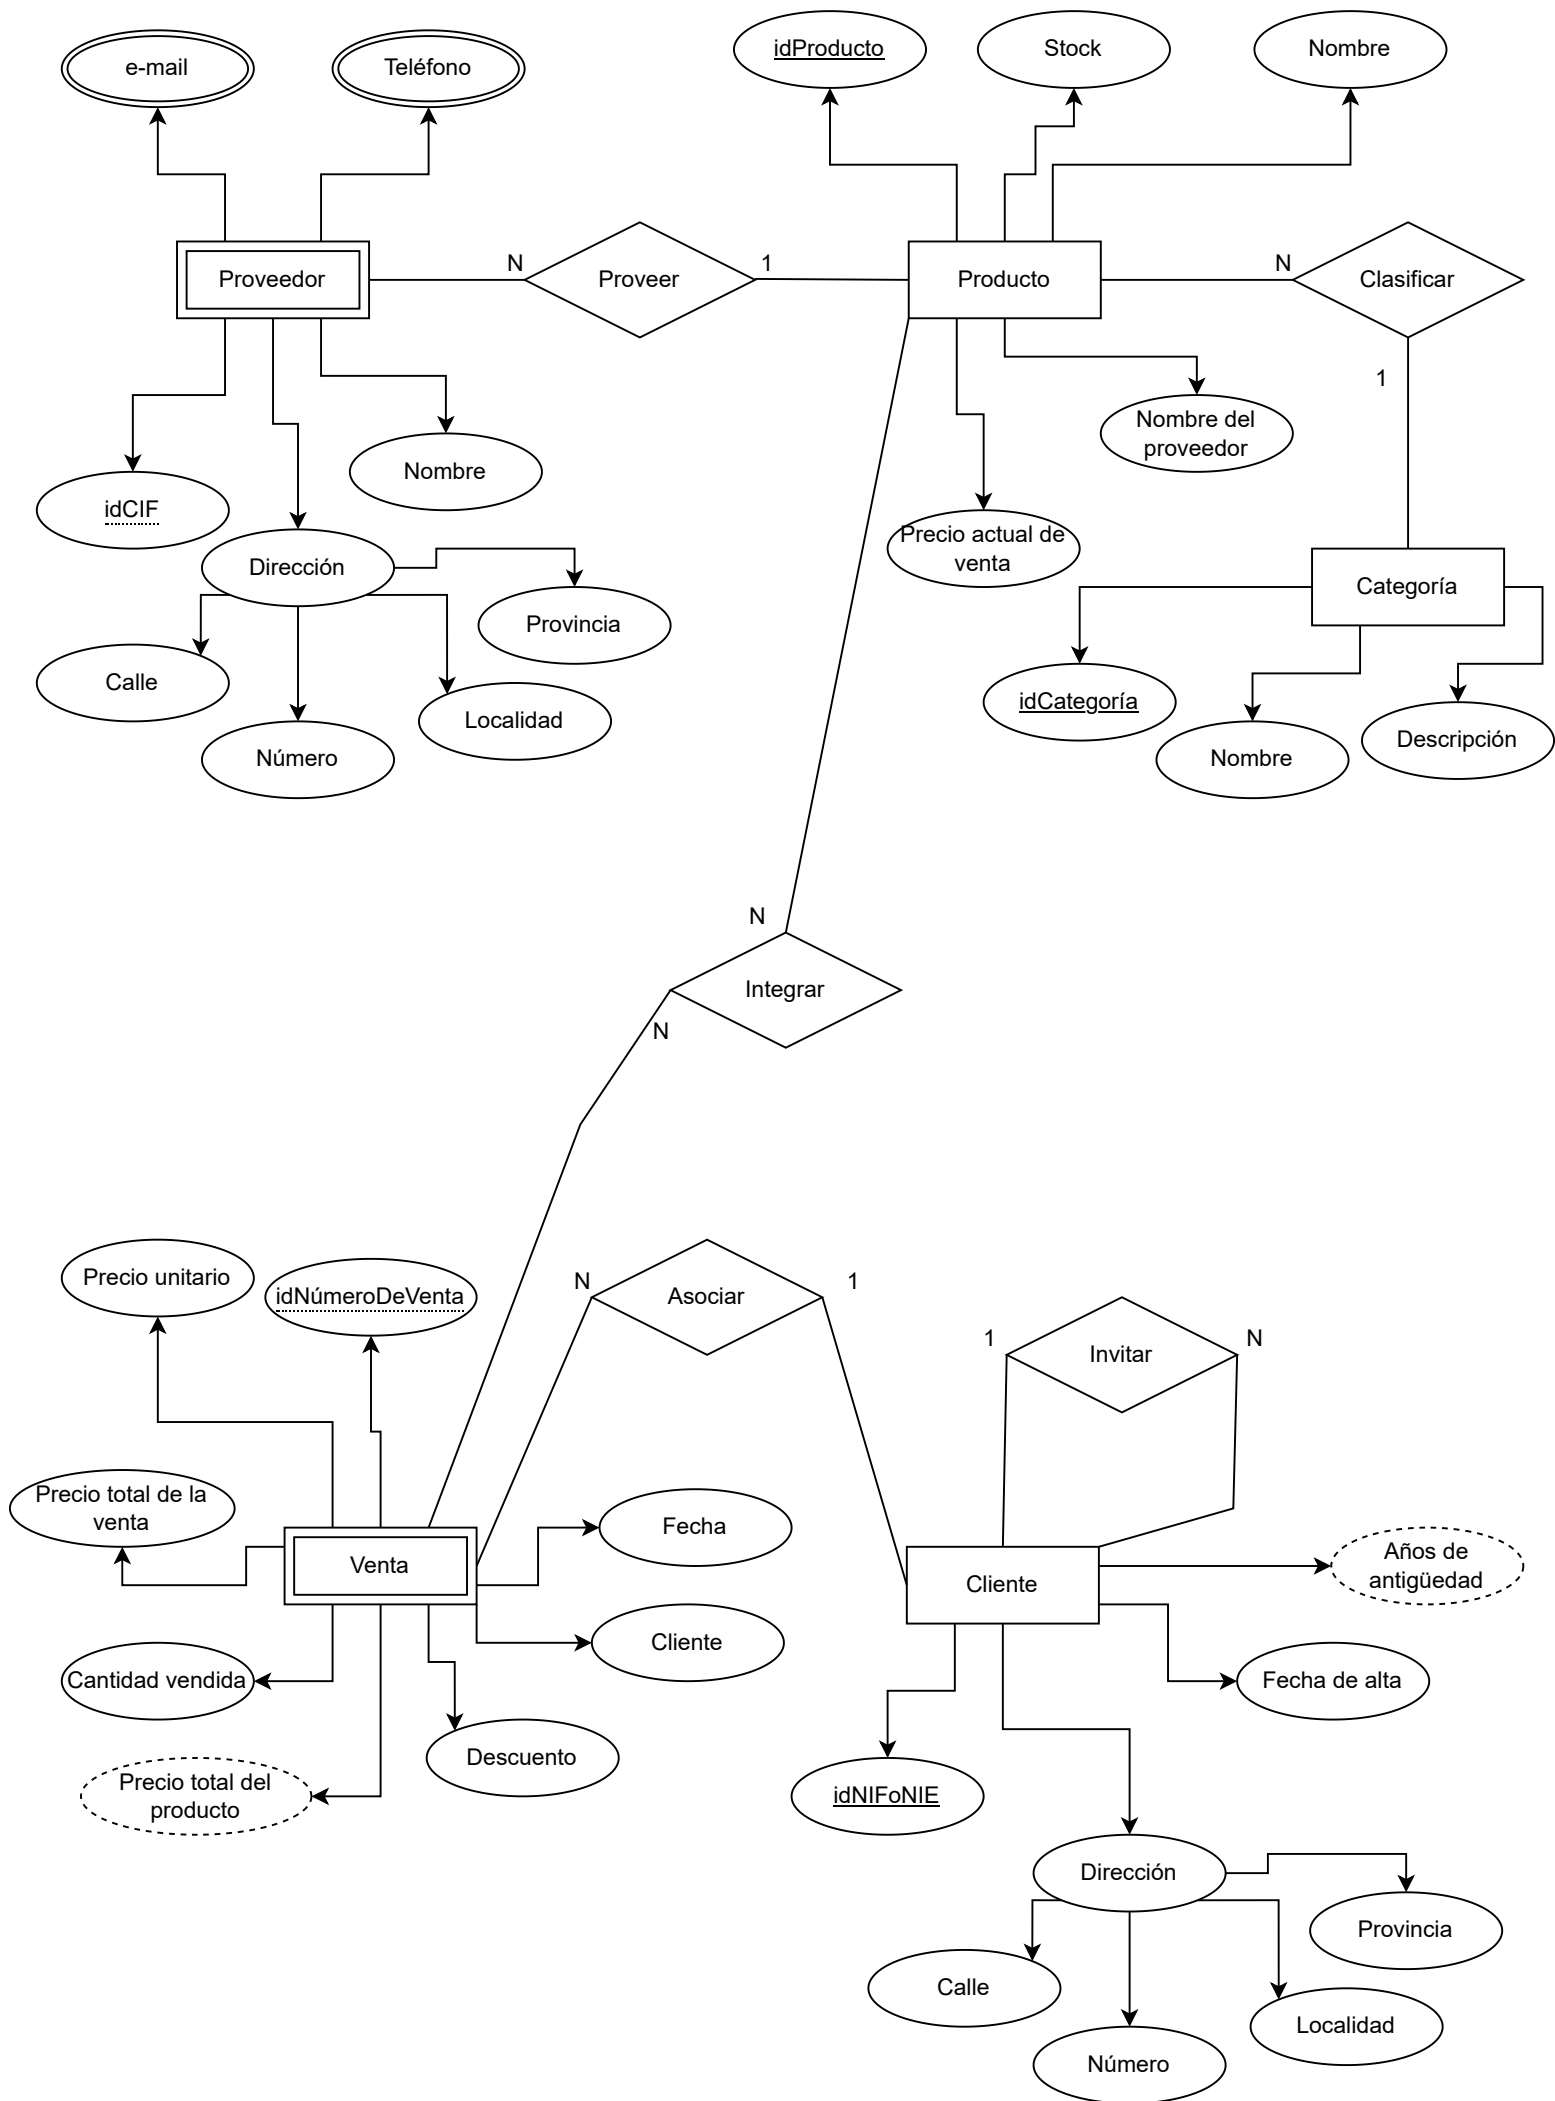 e-mail
Teléfono
idProducto
Stock
Nombre
Proveedor
N
Proveer
1
Producto
N
Clasificar
1
idCIF
Nombre
Nombre del
proveedor
Dirección
Provincia
Precio actual de
venta
Categoría
Calle
Localidad
Número
idCategoría
Nombre
Descripción
N
Integrar
N
Precio unitario
idNúmeroDeVenta
N
Asociar
1
1
Invitar
N
Precio total de la
venta
Fecha
Venta
Cliente
Años de
antigüedad
Cliente
Cantidad vendida
Fecha de alta
Descuento
Precio total del
producto
idNIFoNIE
Dirección
Provincia
Calle
Localidad
Número